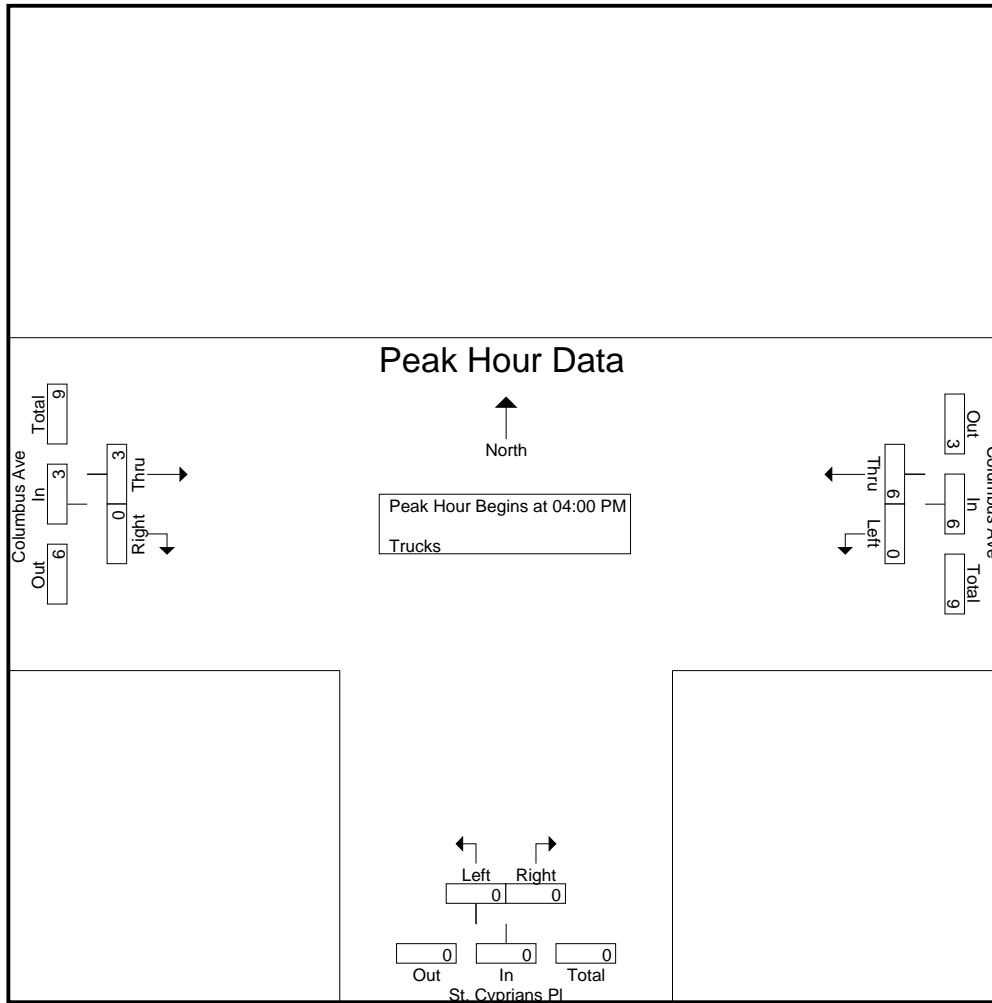 Peak Hour Data
North
Peak Hour Begins at 04:00 PM
Trucks
Columbus Ave
Out In Total
6 3 9
Right Thru
0 3
Columbus Ave
Out In Total
3 6 9
Thru Left
6 0
Left Right
0 0
0 0 0
Out In Total
St. Cyprians Pl